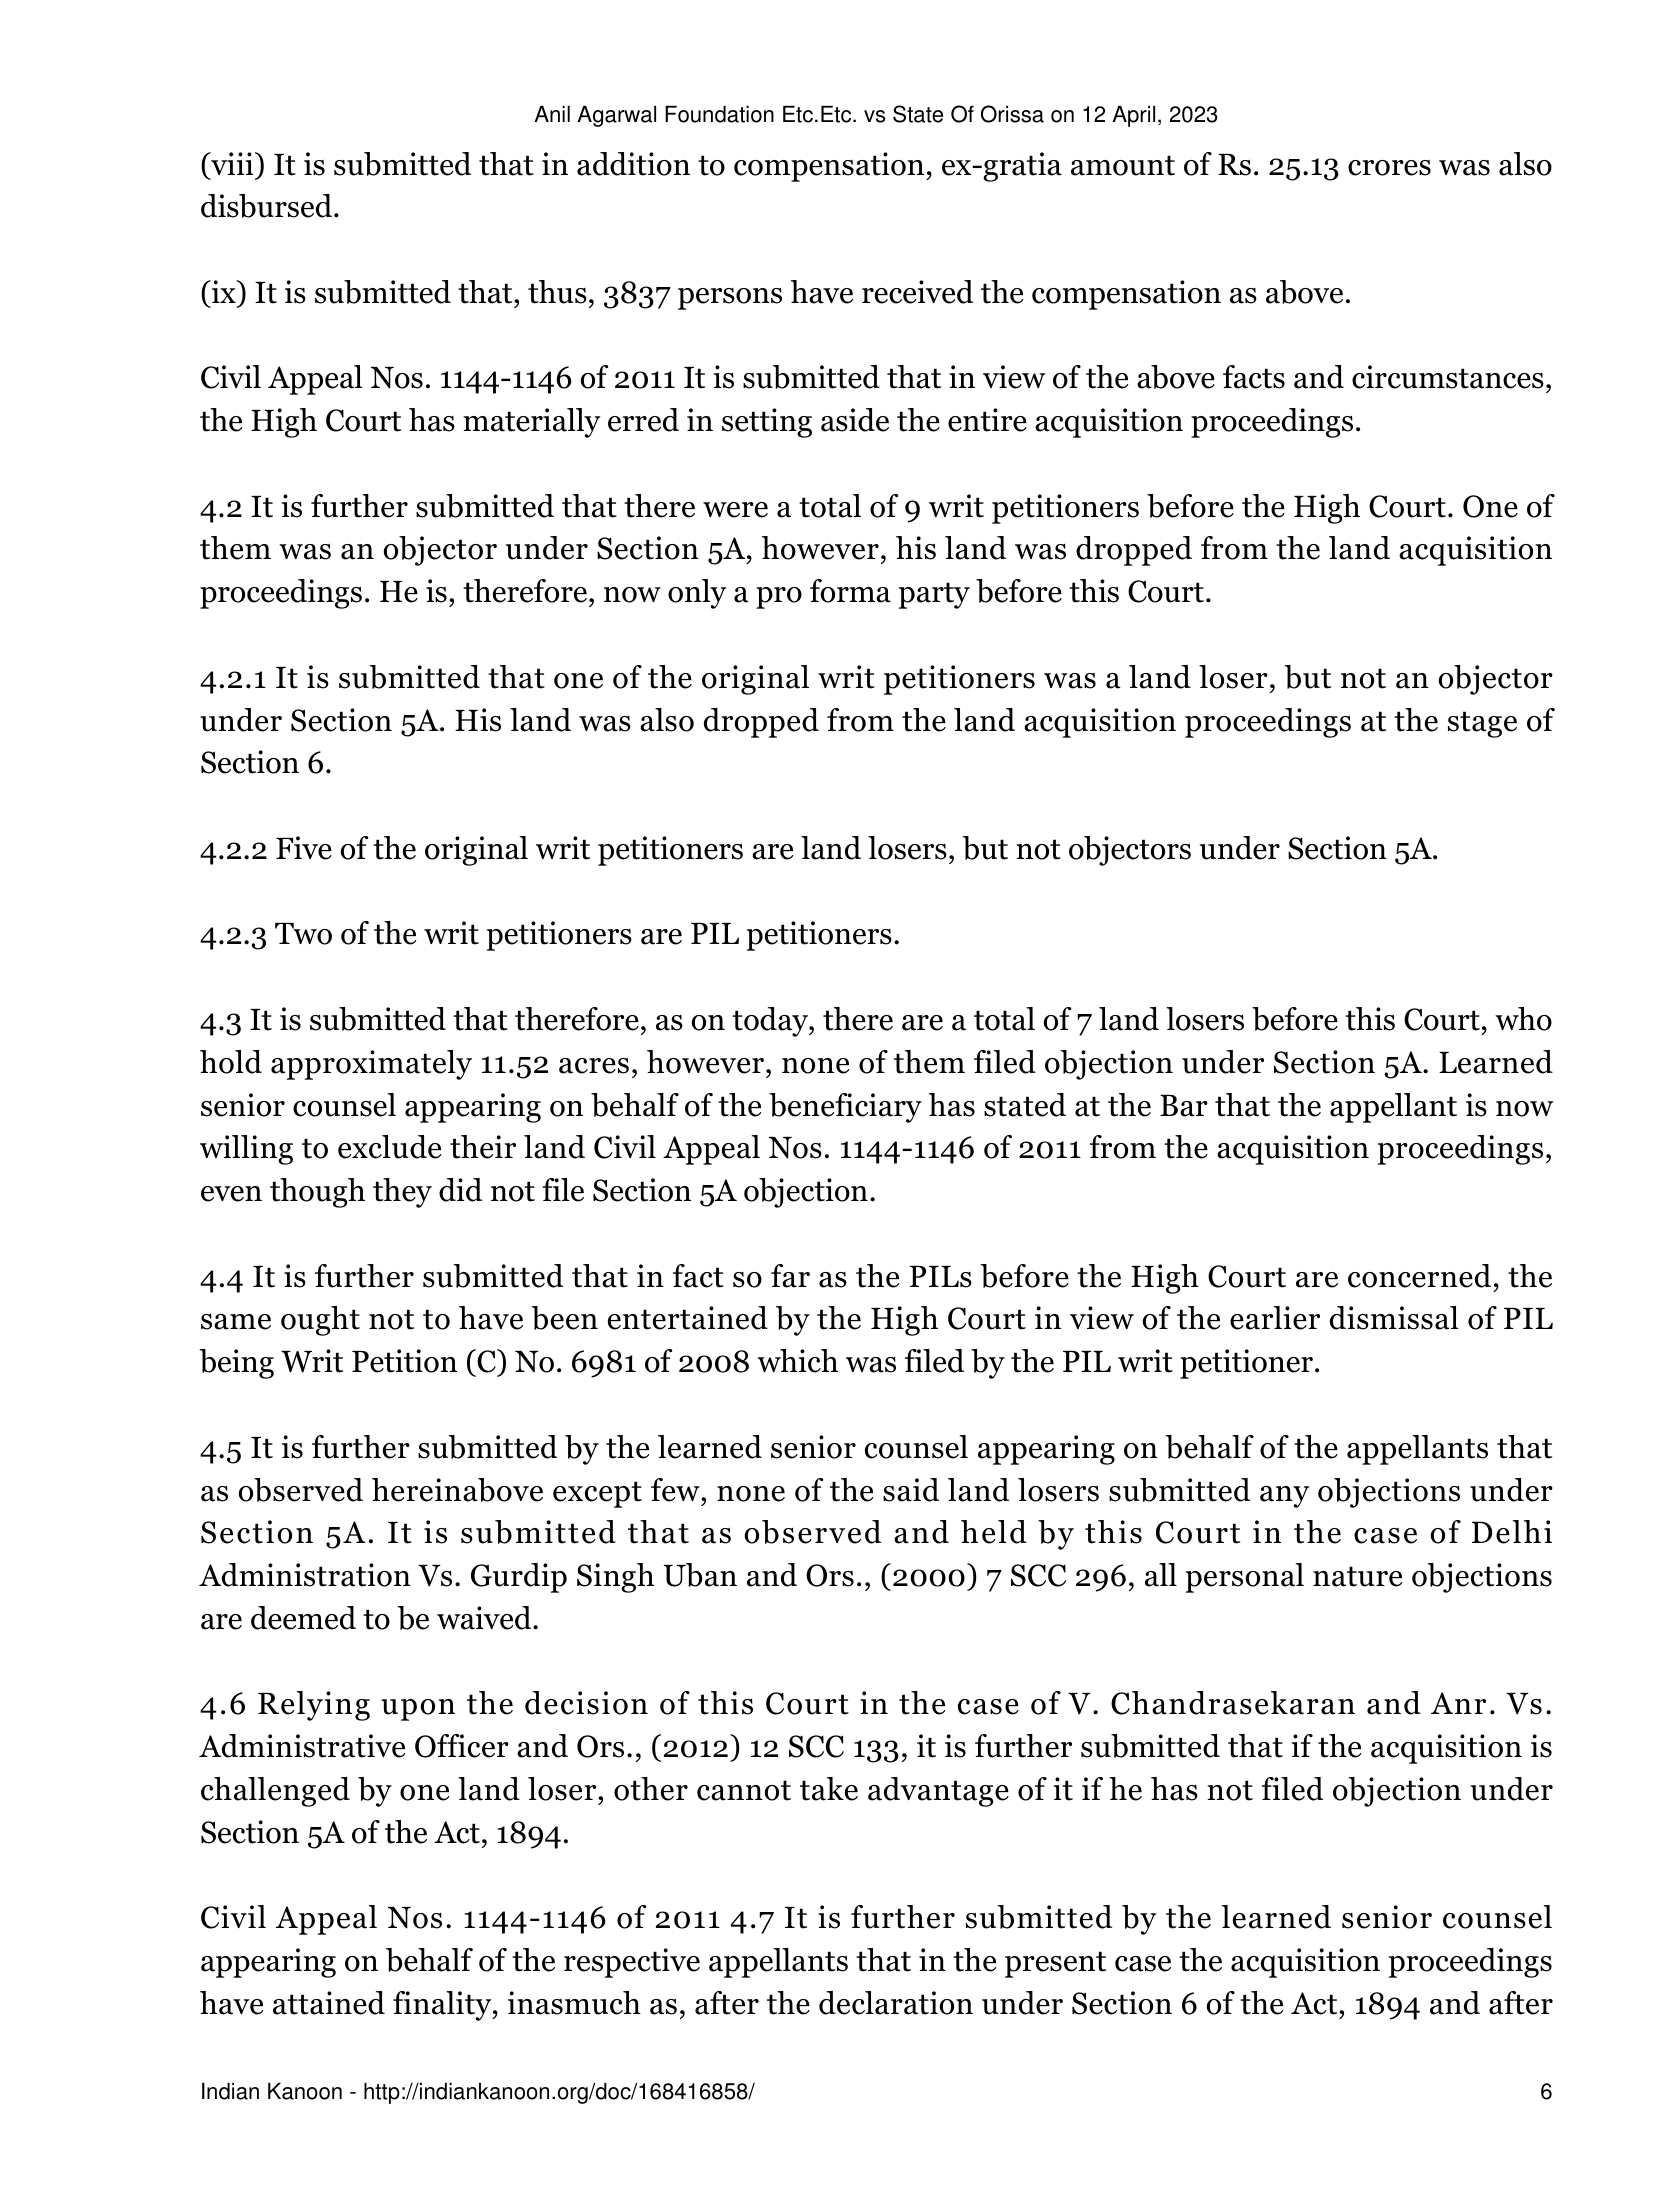 Anil Agarwal Foundation Etc.Etc. vs State Of Orissa on 12 April, 2023
(viii) It is submitted that in addition to compensation, ex-gratia amount of Rs. 25.13 crores was also
disbursed.
(ix) It is submitted that, thus, 3837 persons have received the compensation as above.
Civil Appeal Nos. 1144-1146 of 2011 It is submitted that in view of the above facts and circumstances,
the High Court has materially erred in setting aside the entire acquisition proceedings.
4.2 It is further submitted that there were a total of 9 writ petitioners before the High Court. One of
them was an objector under Section 5A, however, his land was dropped from the land acquisition
proceedings. He is, therefore, now only a pro forma party before this Court.
4.2.1 It is submitted that one of the original writ petitioners was a land loser, but not an objector
under Section 5A. His land was also dropped from the land acquisition proceedings at the stage of
Section 6.
4.2.2 Five of the original writ petitioners are land losers, but not objectors under Section 5A.
4.2.3 Two of the writ petitioners are PIL petitioners.
4.3 It is submitted that therefore, as on today, there are a total of 7 land losers before this Court, who
hold approximately 11.52 acres, however, none of them filed objection under Section 5A. Learned
senior counsel appearing on behalf of the beneficiary has stated at the Bar that the appellant is now
willing to exclude their land Civil Appeal Nos. 1144-1146 of 2011 from the acquisition proceedings,
even though they did not file Section 5A objection.
4.4 It is further submitted that in fact so far as the PILs before the High Court are concerned, the
same ought not to have been entertained by the High Court in view of the earlier dismissal of PIL
being Writ Petition (C) No. 6981 of 2008 which was filed by the PIL writ petitioner.
4.5 It is further submitted by the learned senior counsel appearing on behalf of the appellants that
as observed hereinabove except few, none of the said land losers submitted any objections under
Section 5A. It is submitted that as observed and held by this Court in the case of Delhi
Administration Vs. Gurdip Singh Uban and Ors., (2000) 7 SCC 296, all personal nature objections
are deemed to be waived.
4.6 Relying upon the decision of this Court in the case of V. Chandrasekaran and Anr. Vs.
Administrative Officer and Ors., (2012) 12 SCC 133, it is further submitted that if the acquisition is
challenged by one land loser, other cannot take advantage of it if he has not filed objection under
Section 5A of the Act, 1894.
Civil Appeal Nos. 1144-1146 of 2011 4.7 It is further submitted by the learned senior counsel
appearing on behalf of the respective appellants that in the present case the acquisition proceedings
have attained finality, inasmuch as, after the declaration under Section 6 of the Act, 1894 and after
Indian Kanoon - http://indiankanoon.org/doc/168416858/ 6